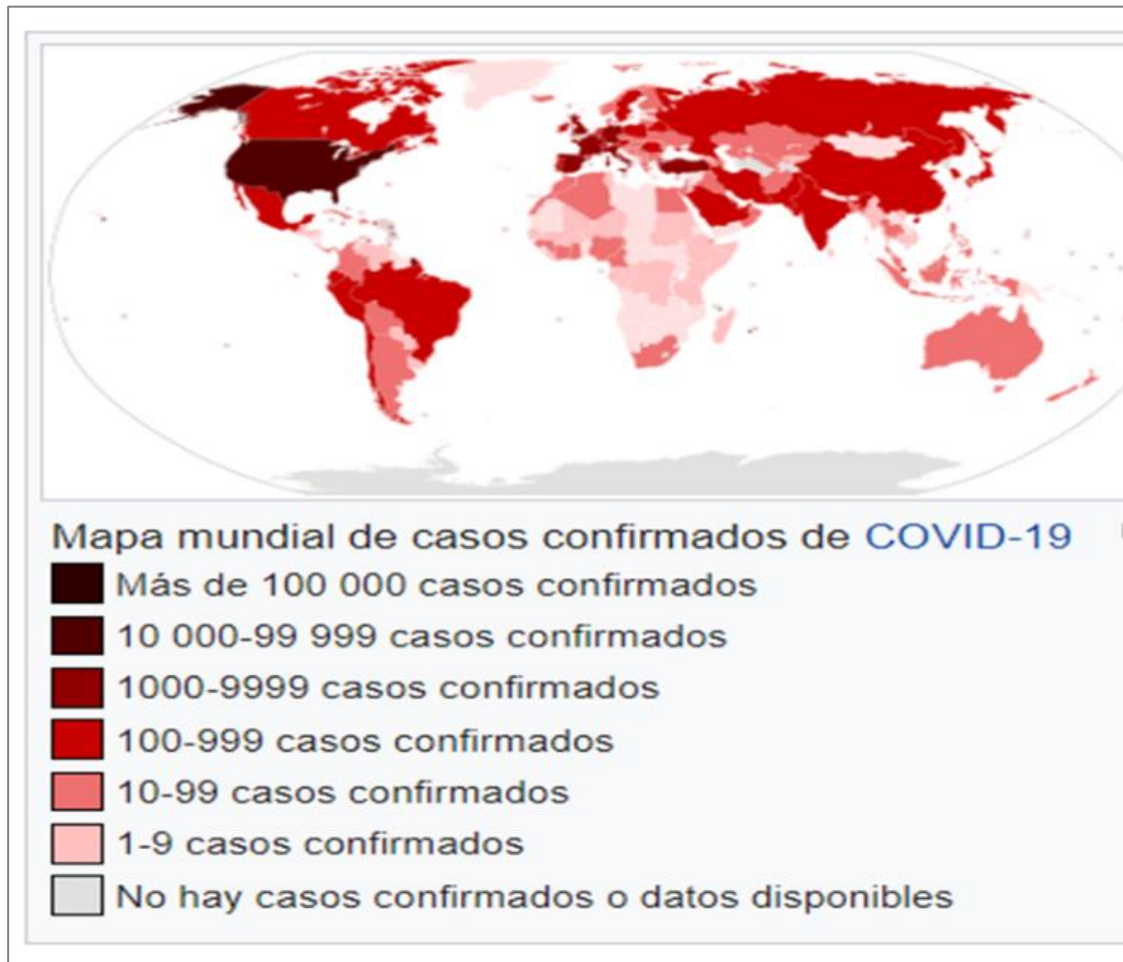 Mapa mundial de casos confirmados de COVID-19
Más de 100 000 casos confirmados
10 000-99 999 casos confirmados
1000-9999 casos confirmados
100-999 casos confirmados
10-99 casos confirmados
1-9 casos confirmados
No hay casos confirmados o datos disponibles